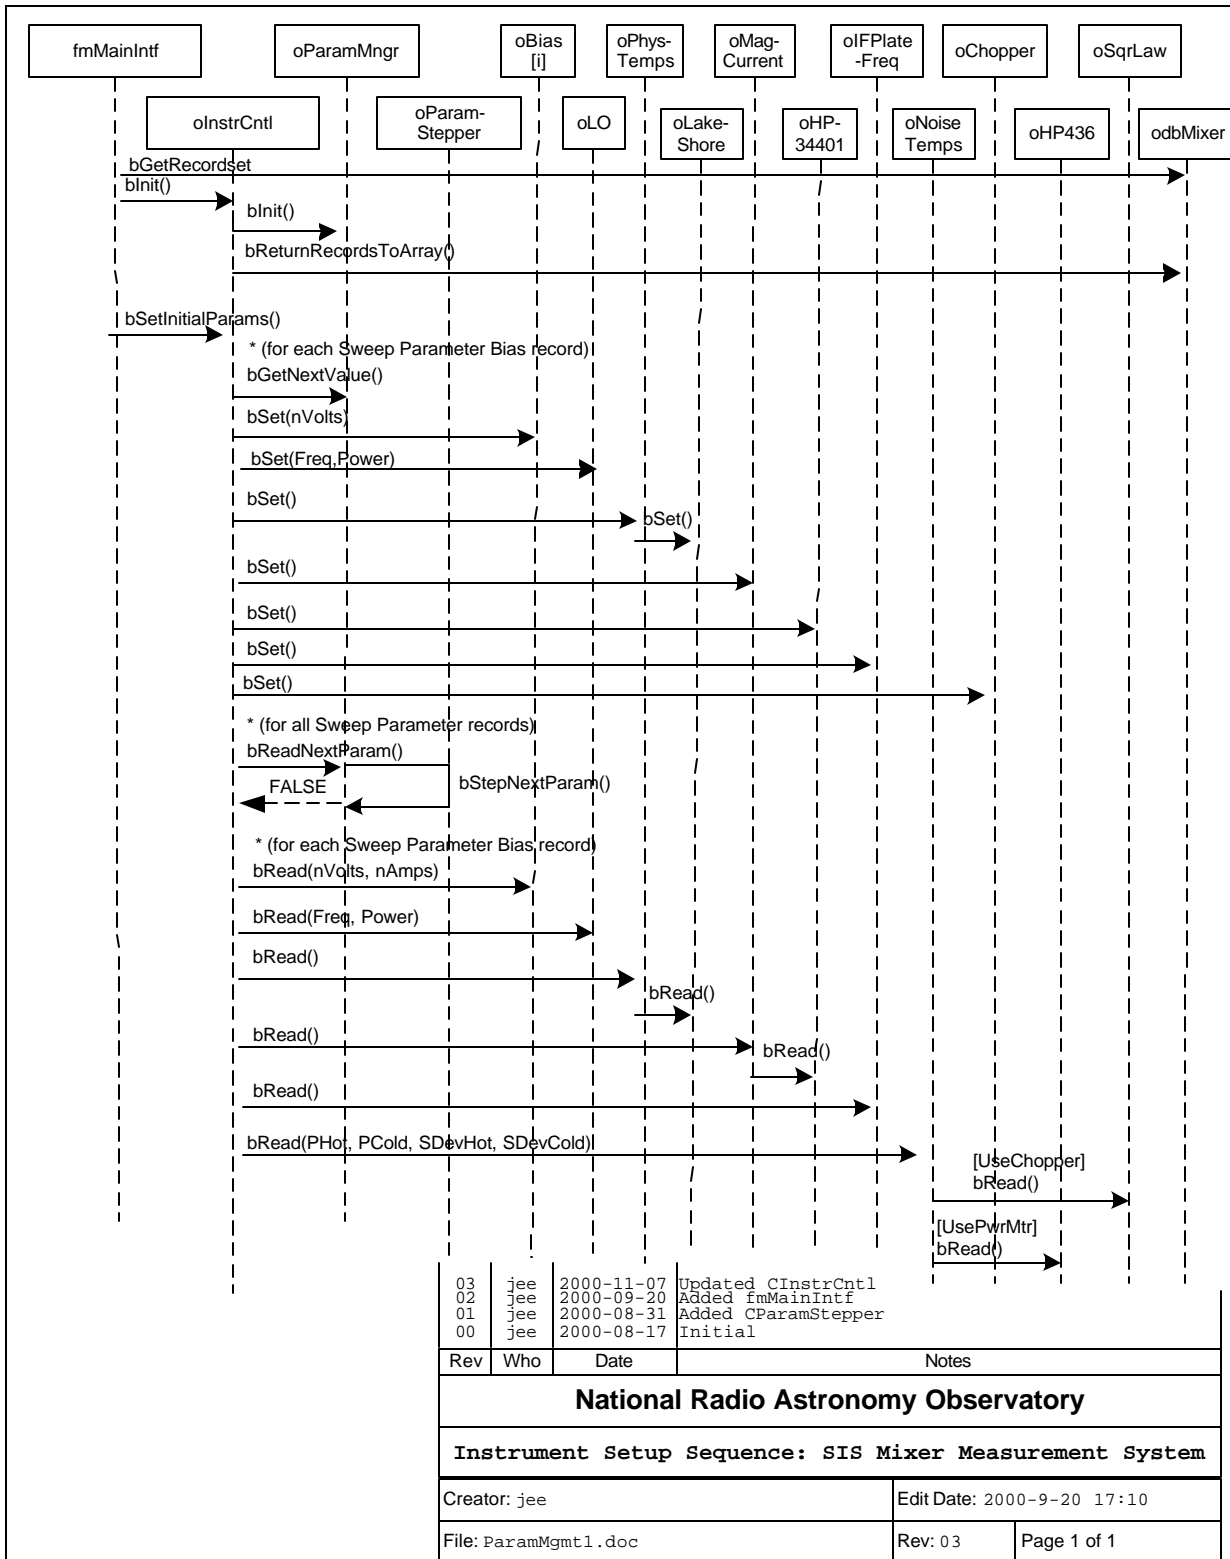 fmMainIntf
oParamMngr
oBias
[i]
oPhys-
Temps
oMag-
Current
oIFPlate
-Freq
oChopper
oSqrLaw
oInstrCntl
oParam-
Stepper
oLO
oLake-
Shore
oHP-
34401
oNoise
Temps
oHP436
odbMixer
bGetRecordset
bInit()
bInit()
bReturnRecordsToArray()
bSetInitialParams()
* (for each Sweep Parameter Bias record)
bGetNextValue()
bSet(nVolts)
bSet(Freq,Power)
bSet()
bSet()
bSet()
bSet()
bSet()
bSet()
* (for all Sweep Parameter records)
bReadNextParam()
bStepNextParam()
FALSE
* (for each Sweep Parameter Bias record)
bRead(nVolts, nAmps)
bRead(Freq, Power)
bRead()
bRead()
bRead()
bRead()
bRead()
bRead(PHot, PCold, SDevHot, SDevCold)
[UseChopper]
bRead()
[UsePwrMtr]
bRead()
03 jee 2000-11-07 Updated CInstrCntl
02 jee 2000-09-20 Added fmMainIntf
01 jee 2000-08-31 Added CParamStepper
00 jee 2000-08-17 Initial
Rev Who Date Notes
National Radio Astronomy Observatory
Instrument Setup Sequence: SIS Mixer Measurement System
Creator: jee Edit Date: 2000-9-20 17:10
File: ParamMgmt1.doc Rev: 03 Page 1 of 1